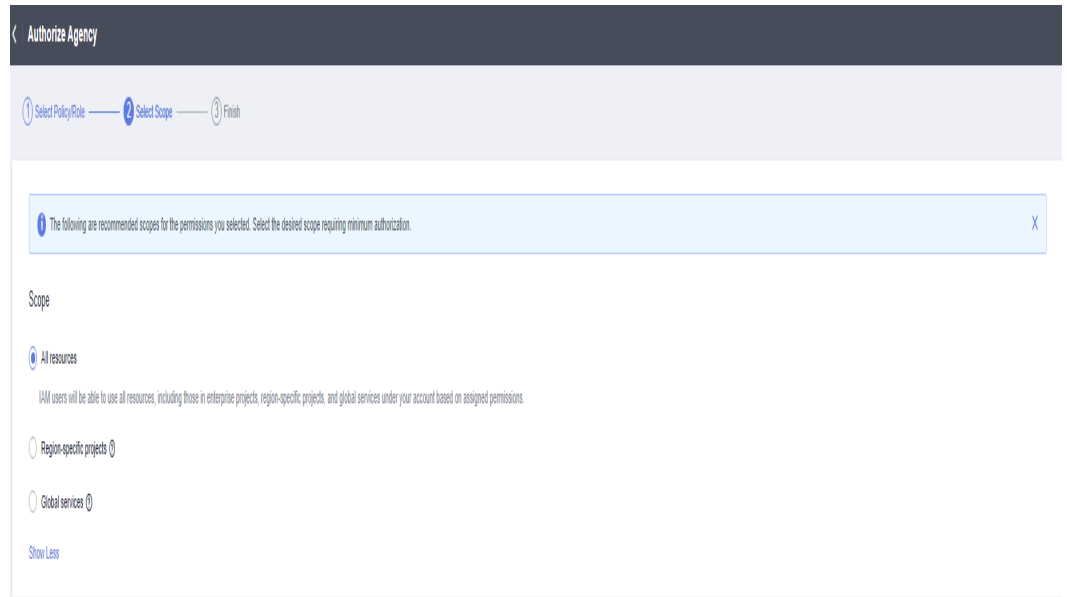 Authorize Agency
1 Select Policy/Role 2 Select Scope 3 Finish
The following are recommended scopes for the permissions you selected. Select the desired scope requiring minimum authorization.
Scope
All resources
IAM users will be able to use all resources, including those in enterprise projects, region-specific projects, and global services under your account based on assigned permissions.
Region-specific projects
Global services
Show Less